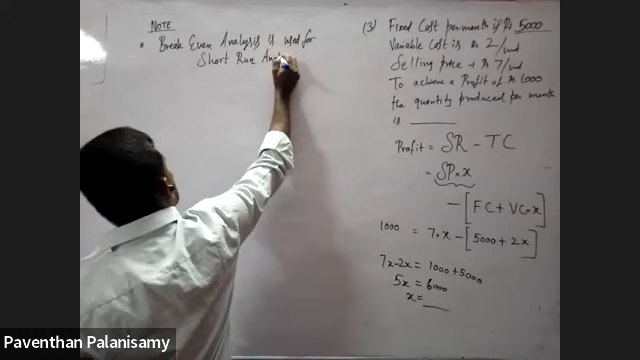 NOTE
* Break Even Analysis is used for
Short Run Ana
(3) Fixed Cost per month is Rs 5000
Variable Cost is Rs 2/unit
Selling price is Rs 7/unit
To achieve a Profit of Rs 1000
the quantity produced per month
is ______
Profit = SR - TC
= SP.x
- [FC + VC.x]
1000 = 7.x - [5000 + 2x]
7x-2x = 1000+5000
5x = 6000
x = ____
Paventhan Palanisamy